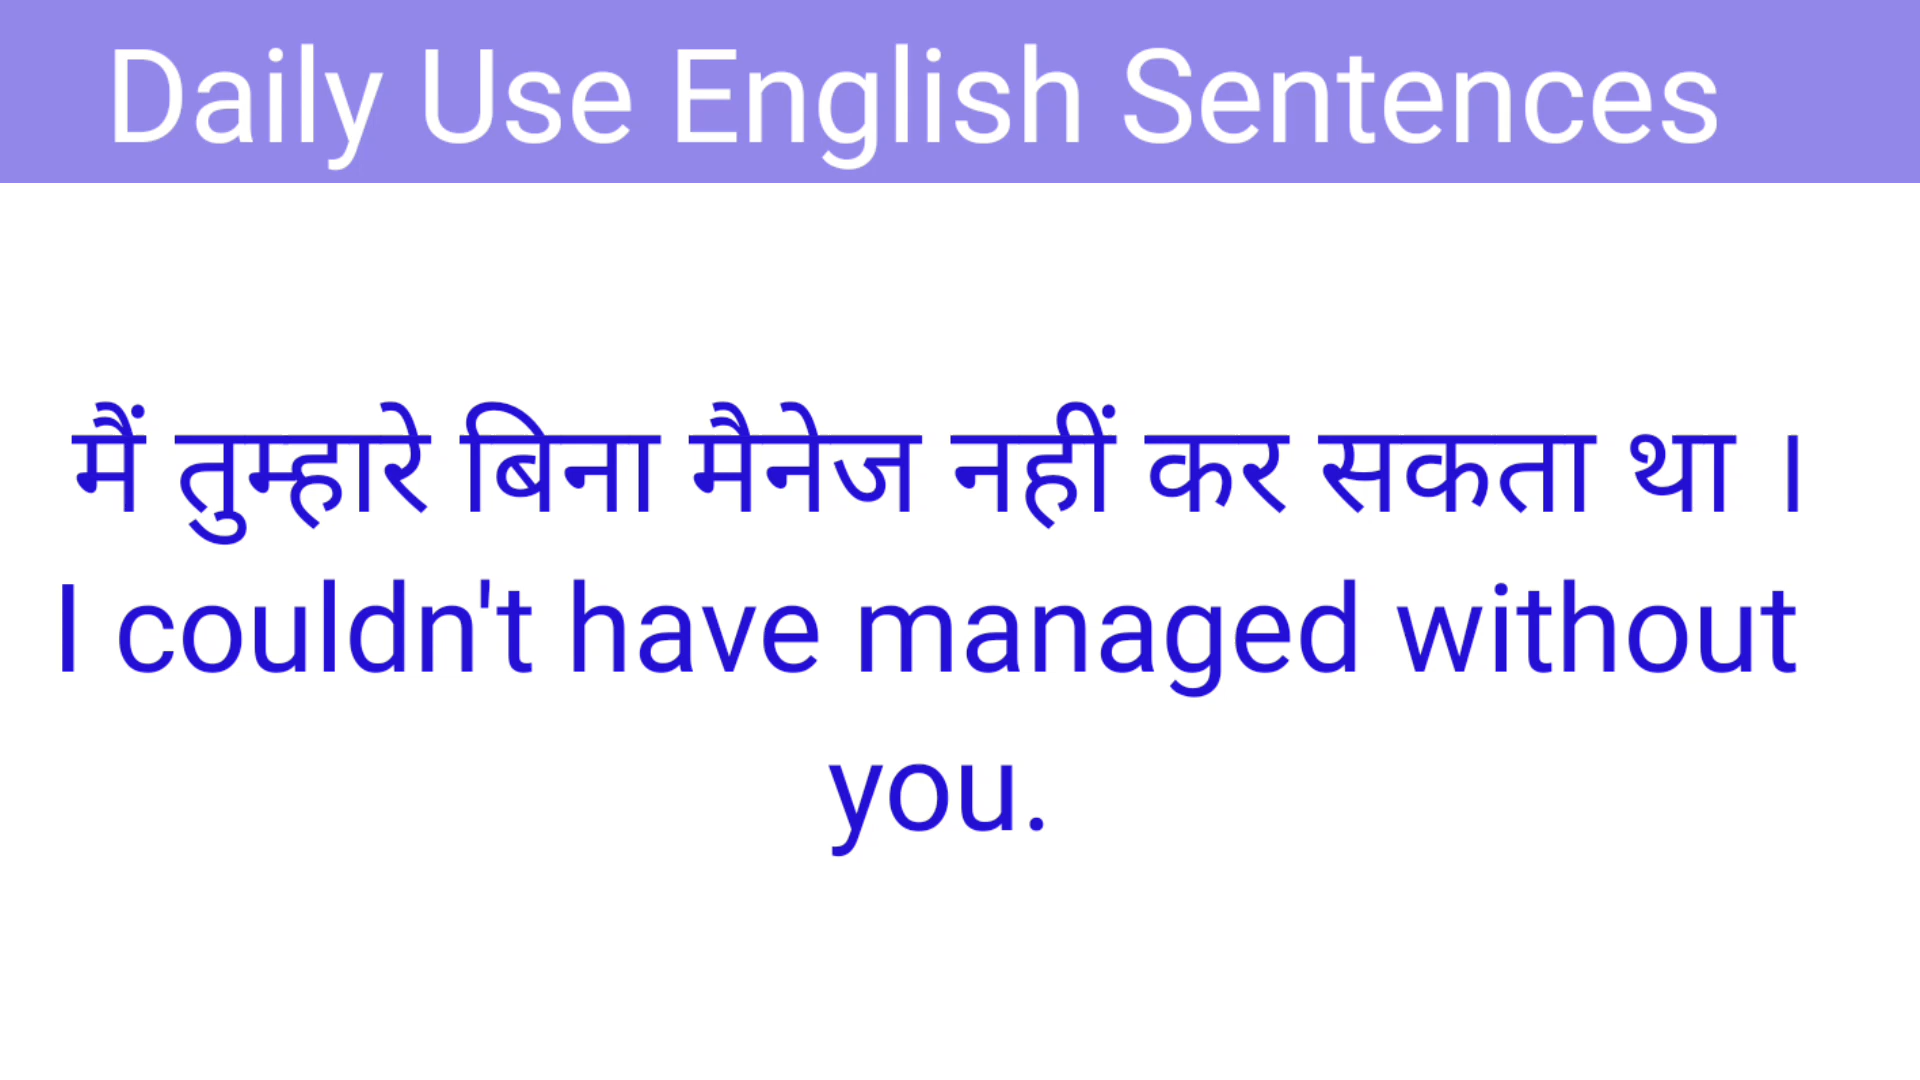 Daily Use English Sentences
मैं तुम्हारे बिना मैनेज नहीं कर सकता था ।
I couldn't have managed without
you.